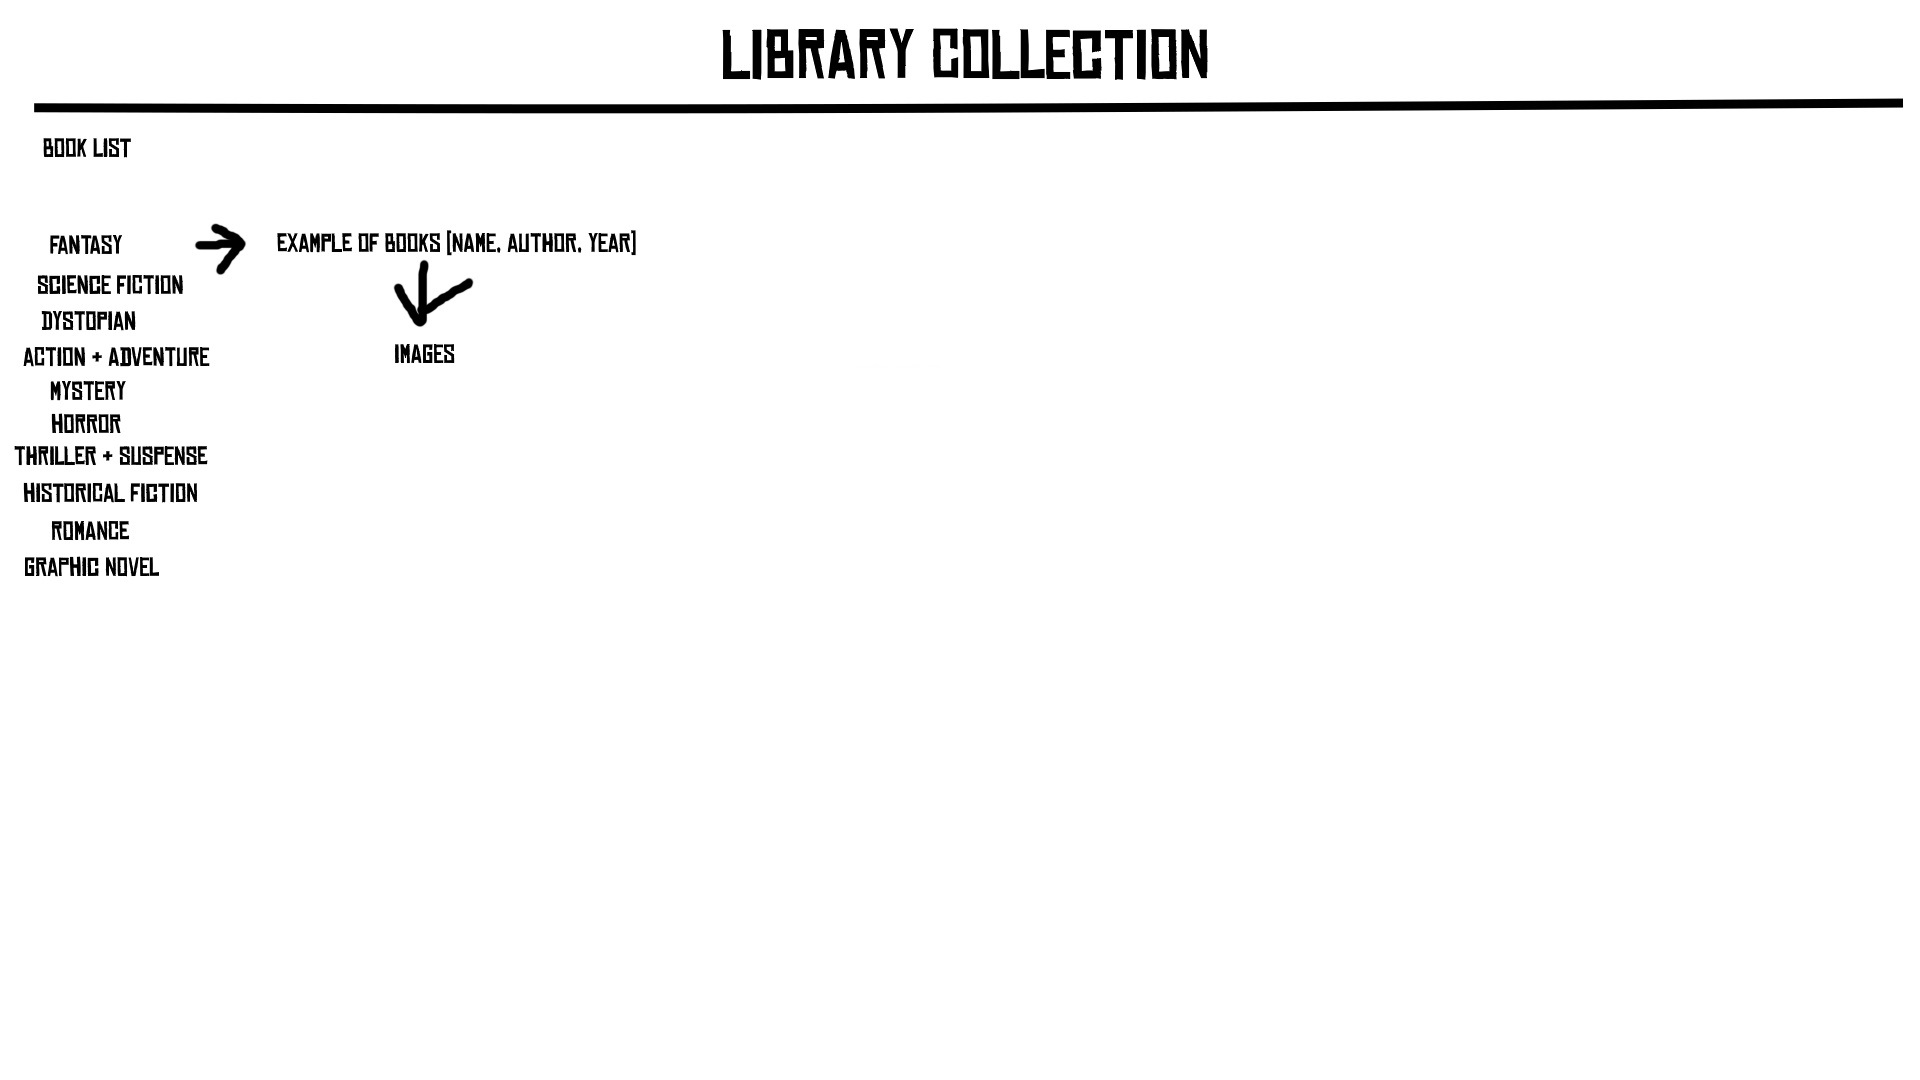 LIBRARY COLLECTION
BOOK LIST
FANTASY
EXAMPLE OF BOOKS [NAME, AUTHOR, YEAR]
SCIENCE FICTION
DYSTOPIAN
ACTION + ADVENTURE
IMAGES
MYSTERY
HORROR
THRILLER + SUSPENSE
HISTORICAL FICTION
ROMANCE
GRAPHIC NOVEL